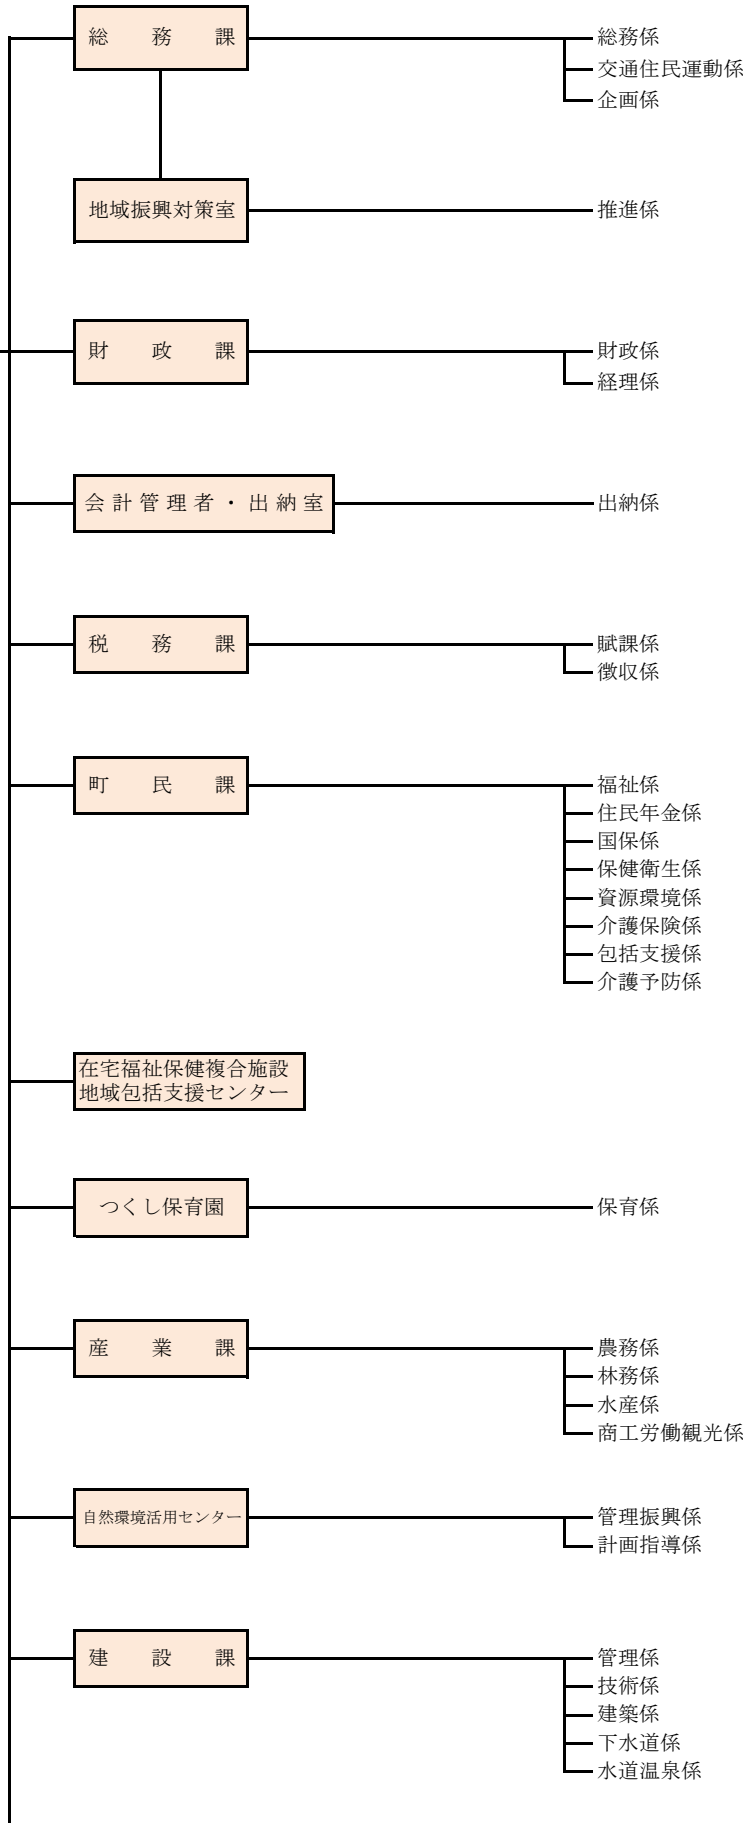 総務課
総務係
交通住民運動係
企画係
地域振興対策室
推進係
財政課
財政係
経理係
会計管理者・出納室
出納係
税務課
賦課係
徴収係
町民課
福祉係
住民年金係
国保係
保健衛生係
資源環境係
介護保険係
包括支援係
介護予防係
在宅福祉保健複合施設
地域包括支援センター
つくし保育園
保育係
産業課
農務係
林務係
水産係
商工労働観光係
自然環境活用センター
管理振興係
計画指導係
建設課
管理係
技術係
建築係
下水道係
水道温泉係